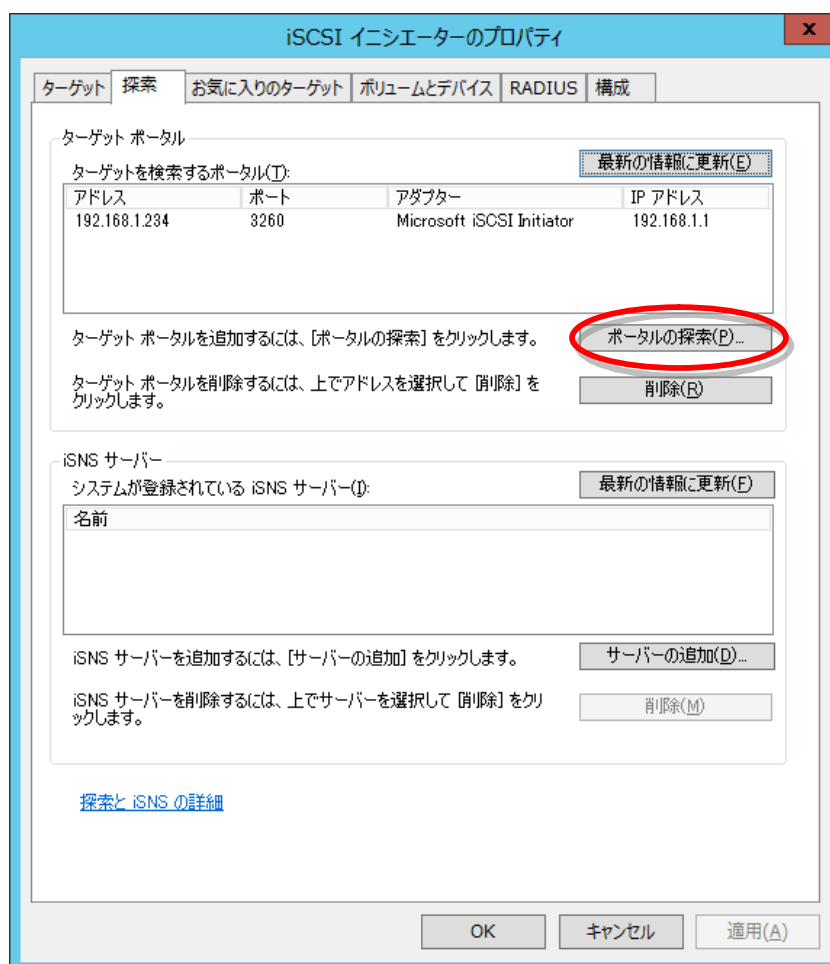 iSCSI イニシエーターのプロパティ
x
ターゲット 探索 お気に入りのターゲット ボリュームとデバイス RADIUS 構成
ターゲット ポータル
ターゲットを検索するポータル(T): 最新の情報に更新(E)
アドレス ポート アダプター IP アドレス
192.168.1.234 3260 Microsoft iSCSI Initiator 192.168.1.1
ターゲット ポータルを追加するには、[ポータルの探索] をクリックします。 ポータルの探索(P)...
ターゲット ポータルを削除するには、上でアドレスを選択して [削除] を
クリックします。
削除(R)
iSNS サーバー
システムが登録されている iSNS サーバー(I): 最新の情報に更新(F)
名前
iSNS サーバーを追加するには、[サーバーの追加] をクリックします。 サーバーの追加(D)...
iSNS サーバーを削除するには、上でサーバーを選択して [削除] をクリ
ックします。
削除(M)
探索と iSNS の詳細
OK キャンセル 適用(A)